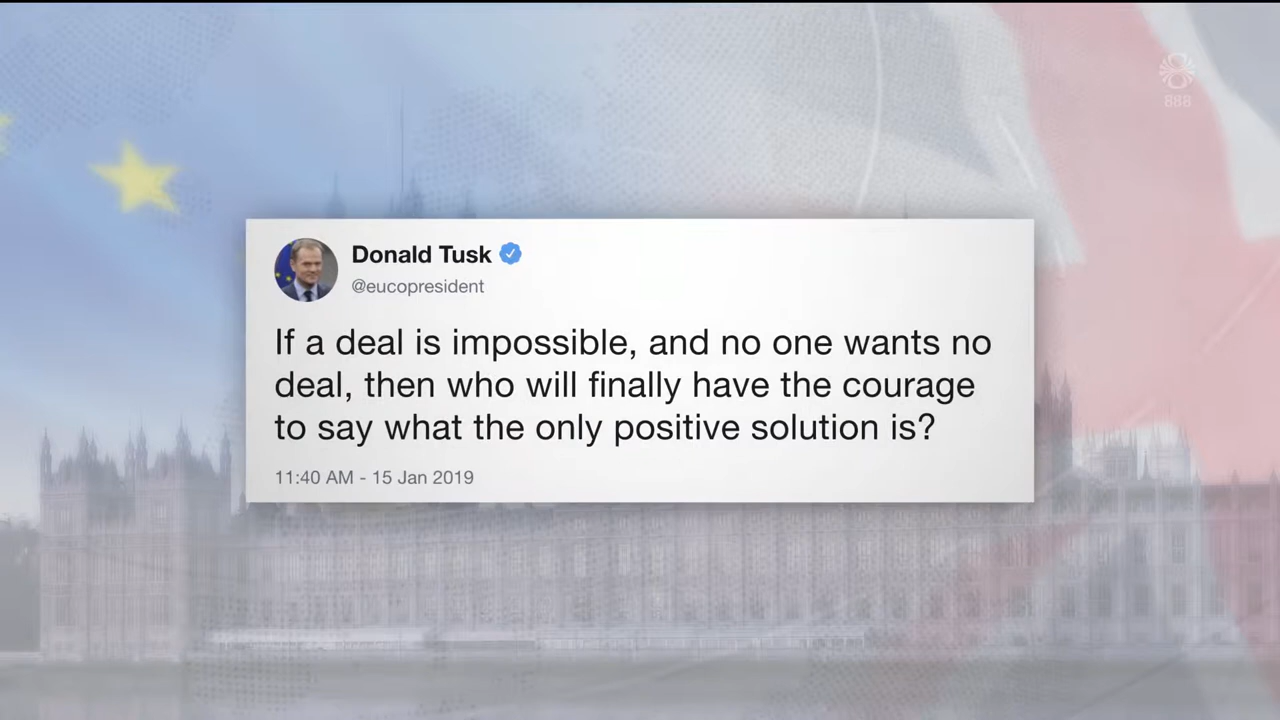 888
Donald Tusk
@eucopresident
If a deal is impossible, and no one wants no
deal, then who will finally have the courage
to say what the only positive solution is?
11:40 AM - 15 Jan 2019